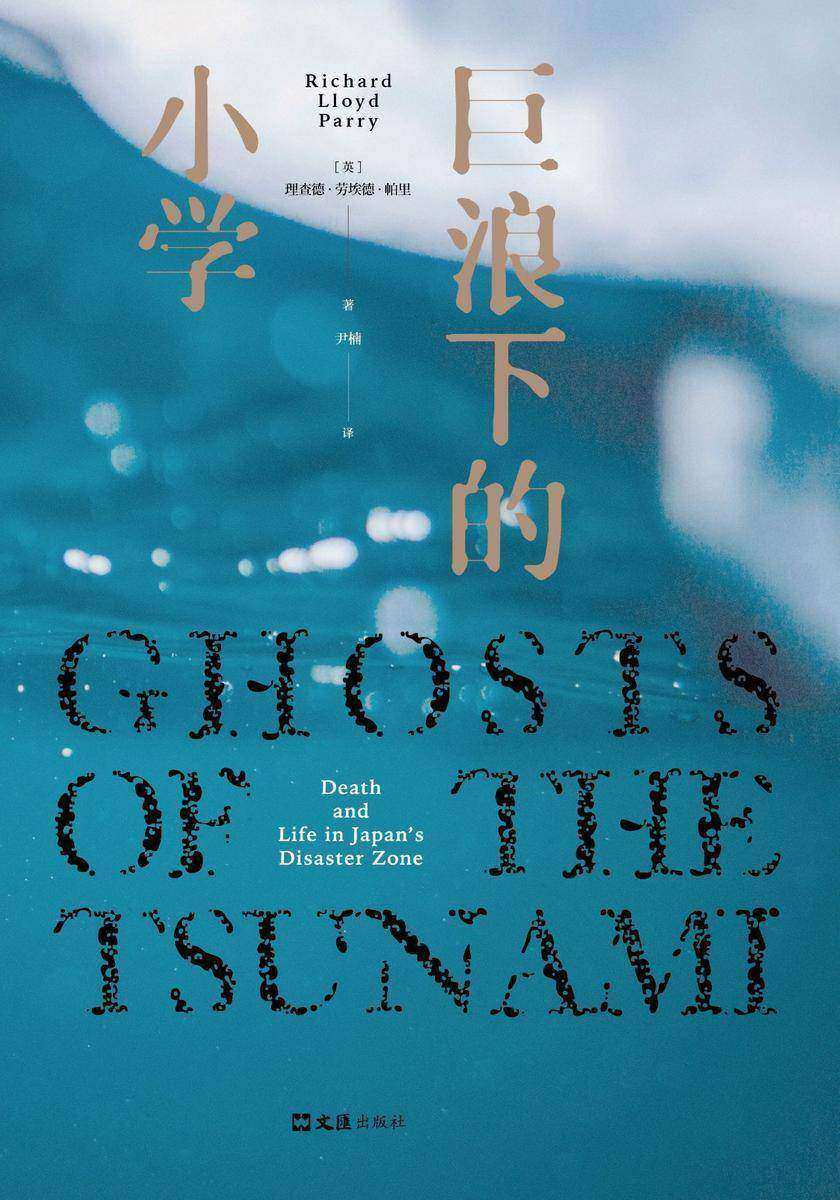 巨浪下的
小学
Richard
Lloyd
Parry
［英］
理查德·劳埃德·帕里
著
尹楠
译
GHOSTS
OF THE
TSUNAMI
Death
and
Life in Japan's
Disaster Zone
文匯出版社